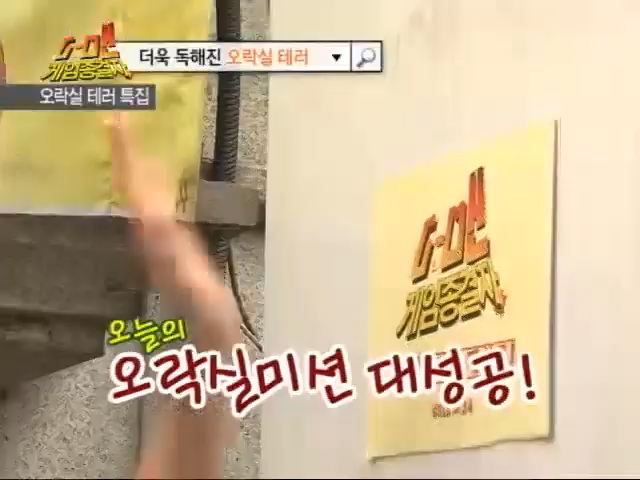 G-맨
게임종결자
더욱 독해진 오락실 테러
오락실 테러 특집
G-맨
게임종결자
오늘의
오락실미션 대성공!